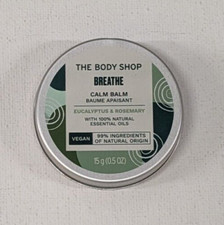 THE BODY SHOP
BREATHE
CALM BALM
BAUME APAISANT
EUCALYPTUS & ROSEMARY
WITH 100% NATURAL
ESSENTIAL OILS
VEGAN
99% INGREDIENTS
OF NATURAL ORIGIN
15 g (0.5 OZ)